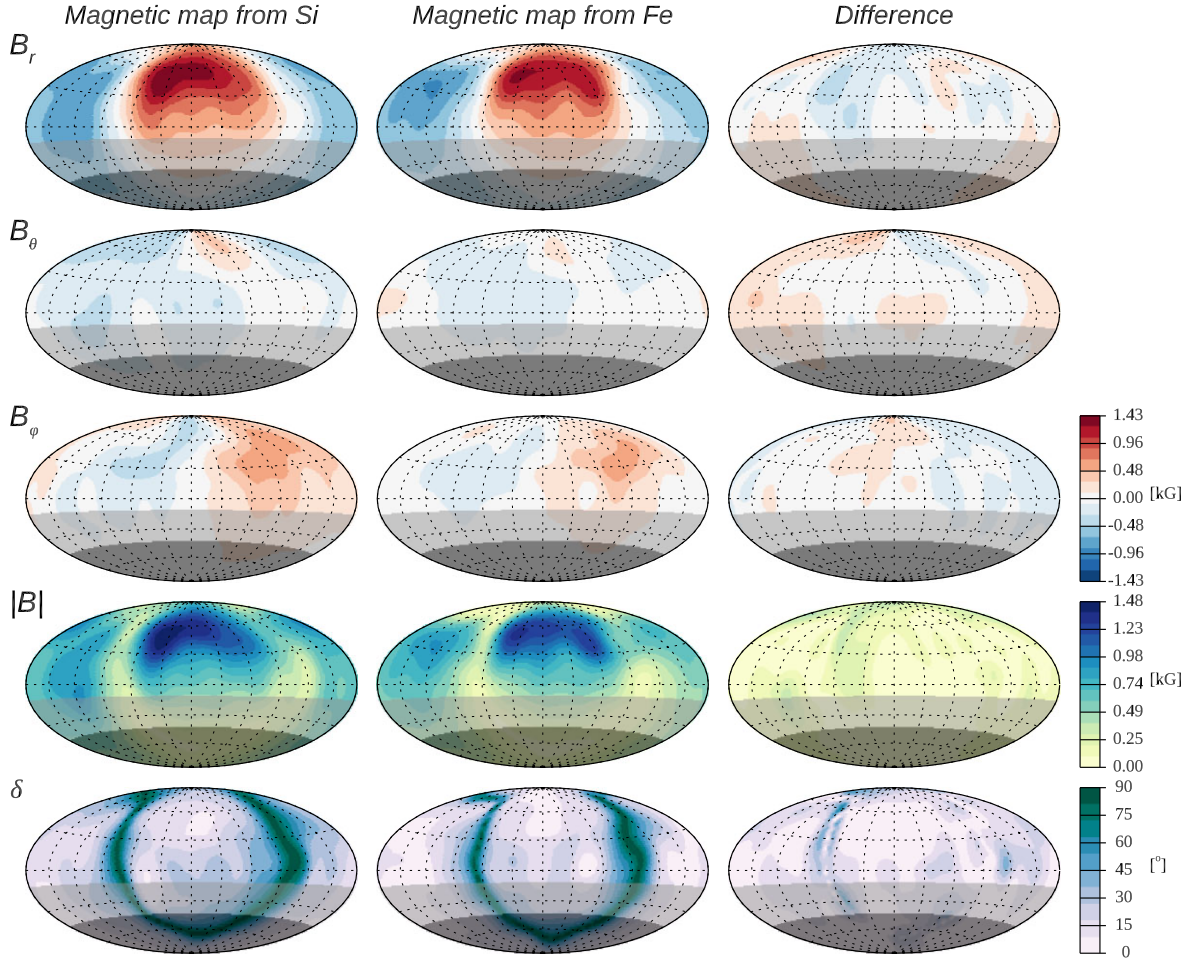 Magnetic map from Si Magnetic map from Fe Difference
B_r
B_θ
B_φ
1.43
0.96
0.48
0.00 [kG]
-0.48
-0.96
-1.43
|B|
1.48
1.23
0.98
0.74 [kG]
0.49
0.25
0.00
δ
90
75
60
45 [°]
30
15
0